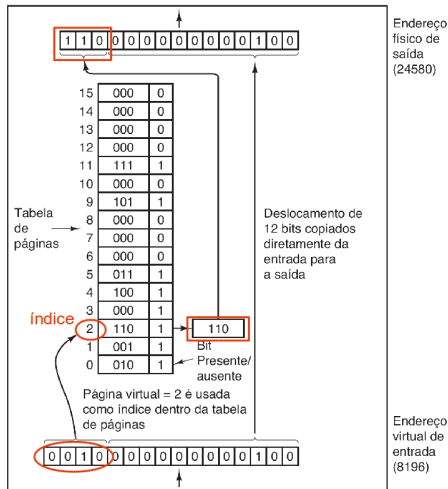 1 1 0 0 0 0 0 0 0 0 0 0 1 0 0
Endereço
físico de
saída
(24580)
15 000 0
14 000 0
13 000 0
12 000 0
11 111 1
10 000 0
9 101 1
8 000 0
7 000 0
6 000 0
5 011 1
4 100 1
3 000 1
2 110 1
1 001 1
0 010 1
Tabela
de
páginas
índice
110
Bit
Presente/
ausente
Deslocamento de
12 bits copiados
diretamente da
entrada para
a saída
Página virtual = 2 é usada
como índice dentro da tabela
de páginas
0 0 1 0 0 0 0 0 0 0 0 0 0 1 0 0
Endereço
virtual de
entrada
(8196)